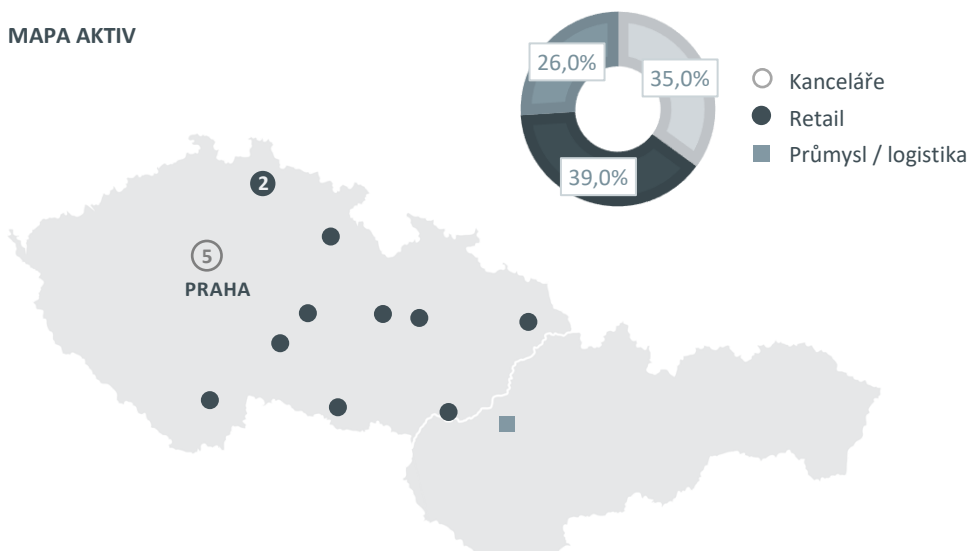 MAPA AKTIV
26,0%
35,0%
39,0%
Kanceláře
Retail
Průmysl / logistika
2
5
PRAHA